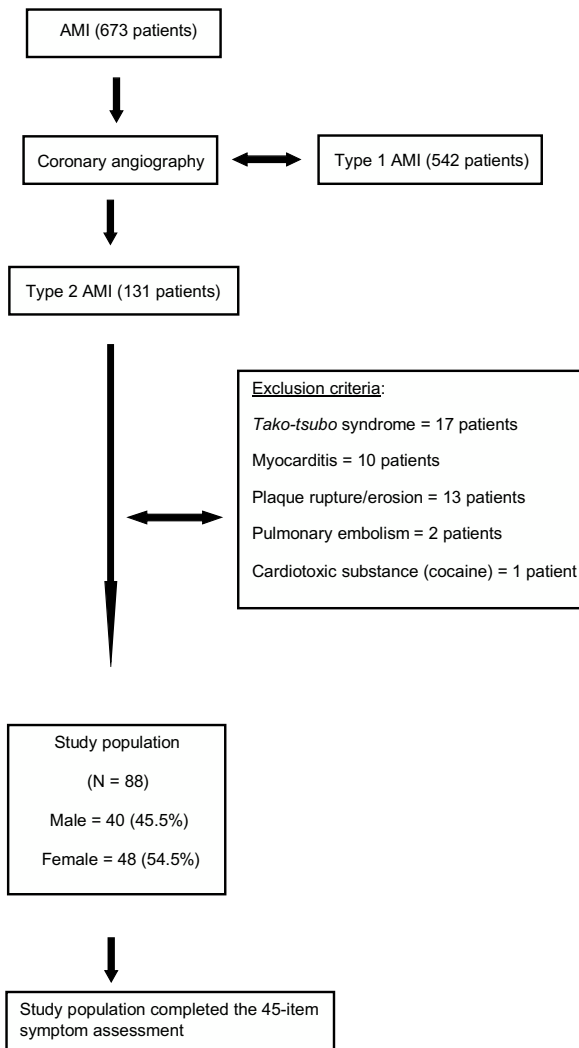 AMI (673 patients)
Coronary angiography
Type 1 AMI (542 patients)
Type 2 AMI (131 patients)
Exclusion criteria:
Tako-tsubo syndrome = 17 patients
Myocarditis = 10 patients
Plaque rupture/erosion = 13 patients
Pulmonary embolism = 2 patients
Cardiotoxic substance (cocaine) = 1 patient
Study population
(N = 88)
Male = 40 (45.5%)
Female = 48 (54.5%)
Study population completed the 45-item
symptom assessment